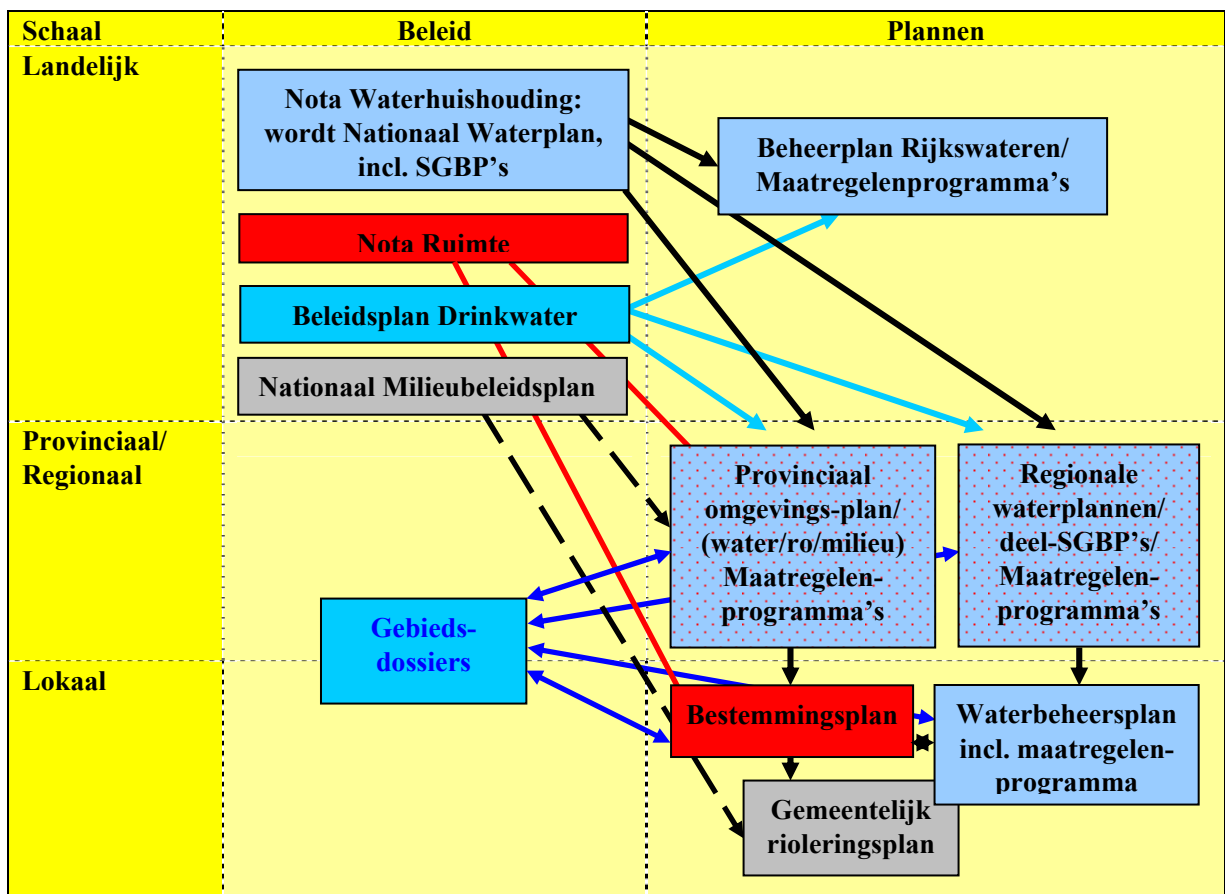 Schaal
Beleid
Plannen
Landelijk
Nota Waterhuishouding:
wordt Nationaal Waterplan,
incl. SGBP’s
Beheerplan Rijkswateren/
Maatregelenprogramma’s
Nota Ruimte
Beleidsplan Drinkwater
Nationaal Milieubeleidsplan
Provinciaal/
Regionaal
Provinciaal
omgevings-plan/
(water/ro/milieu)
Maatregelen-
programma’s
Regionale
waterplannen/
deel-SGBP’s/
Maatregelen-
programma’s
Gebieds-
dossiers
Lokaal
Bestemmingsplan
Waterbeheersplan
incl. maatregelen-
programma
Gemeentelijk
rioleringsplan